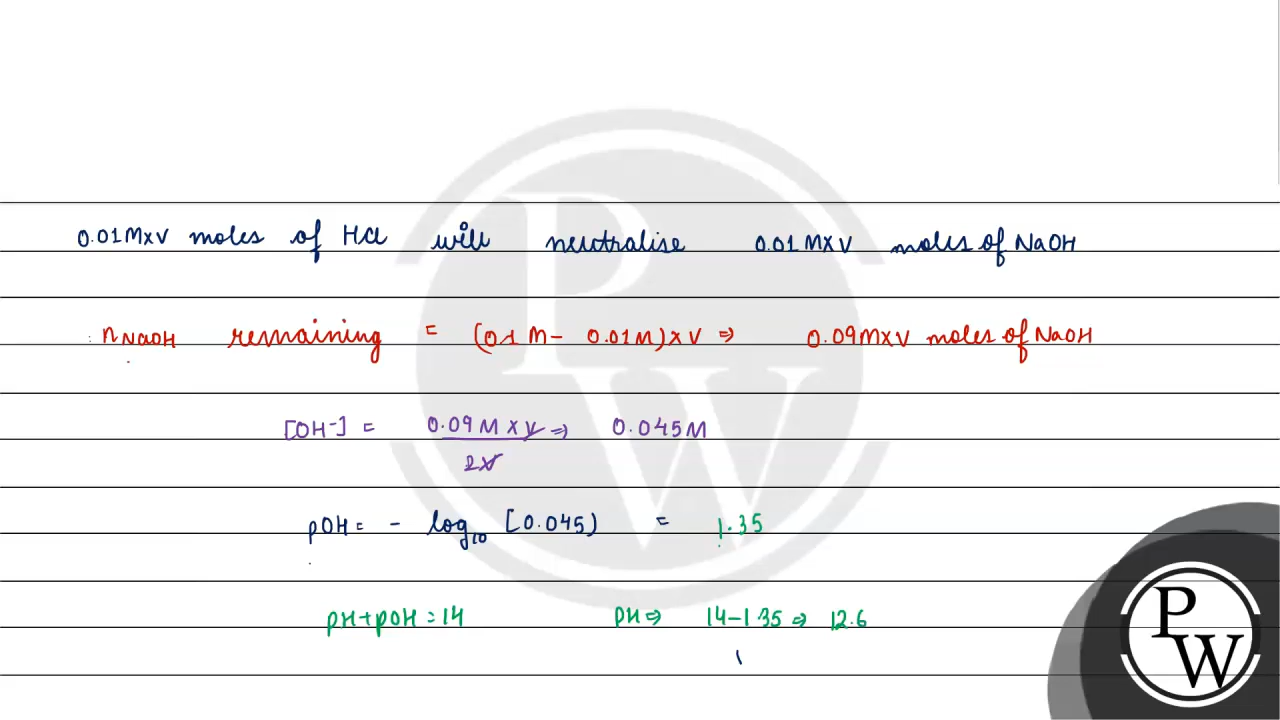 0.01M×V moles of HCl will neutralise 0.01M×V moles of NaOH
nNaOH remaining = (0.1 M - 0.01M)×V ⇒ 0.09M×V moles of NaOH
[OH⁻] = 0.09 M × V ⇒ 0.045M
2V
pOH = - log₁₀ [0.045) = 1.35
pH+pOH = 14 pH ⇒ 14-1.35 ⇒ 12.6
P
W
P
W